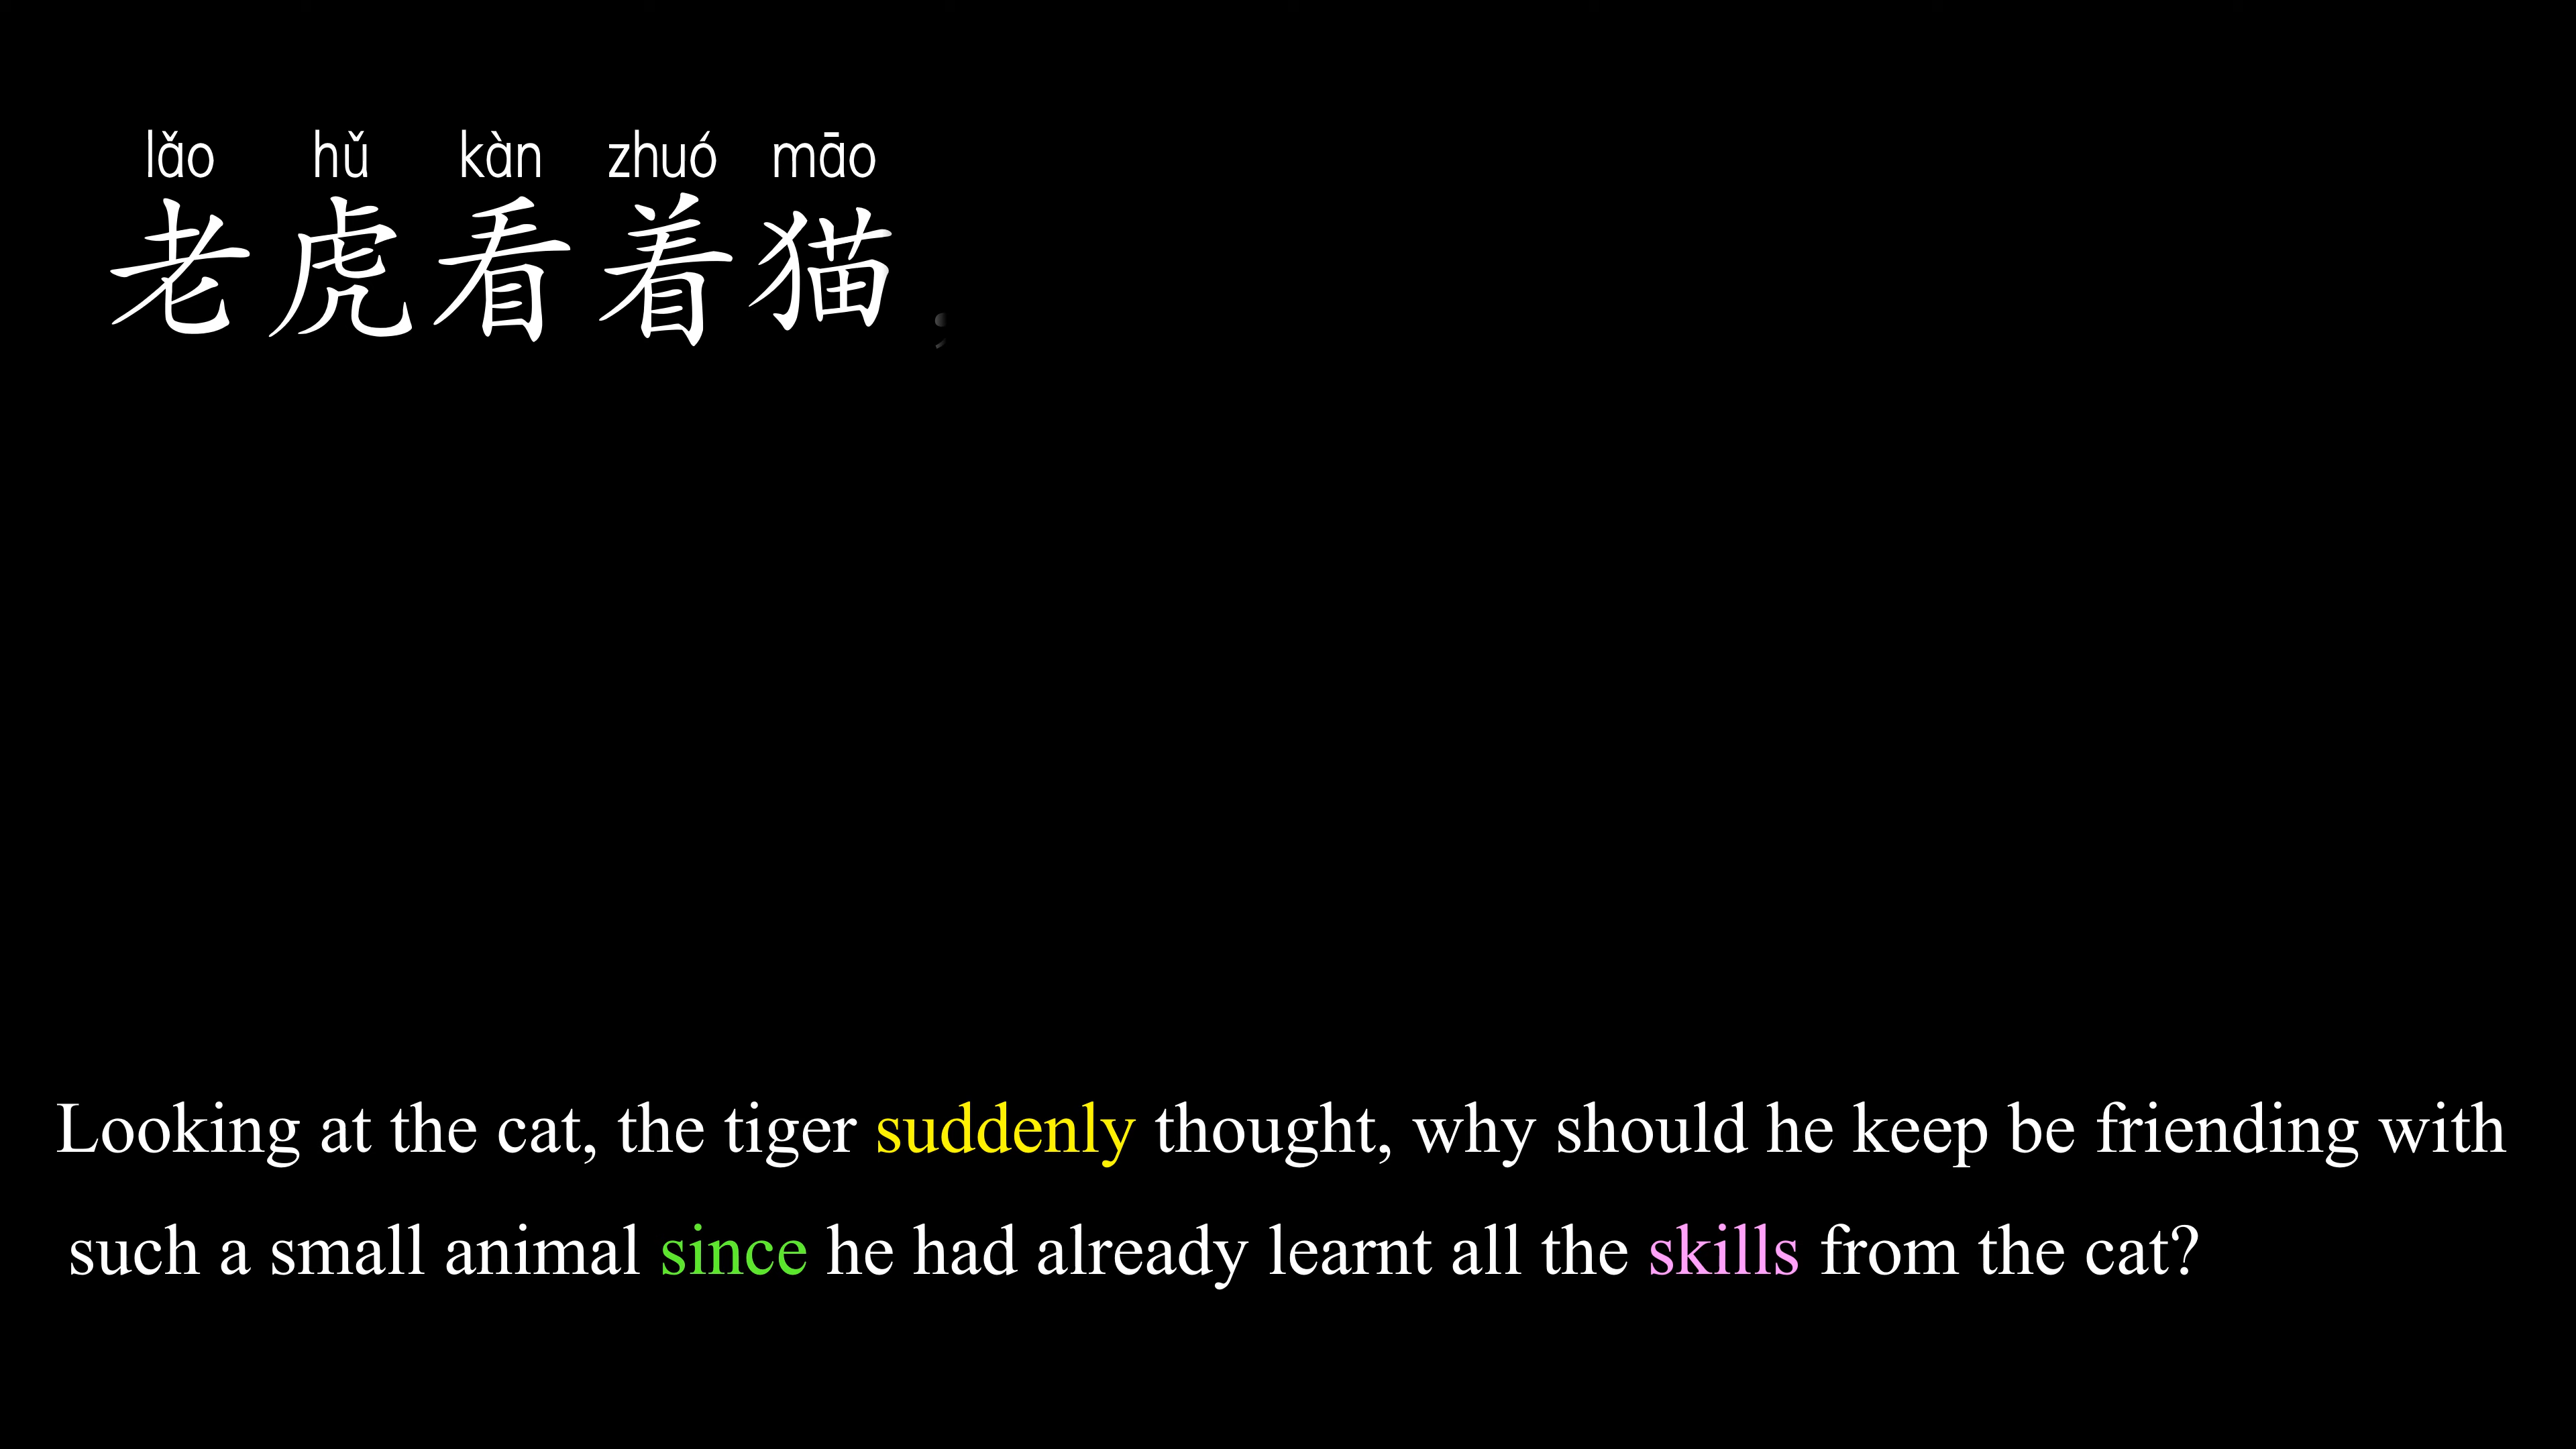 lǎo hǔ kàn zhuó māo
老虎看着猫，
Looking at the cat, the tiger suddenly thought, why should he keep be friending with
such a small animal since he had already learnt all the skills from the cat?